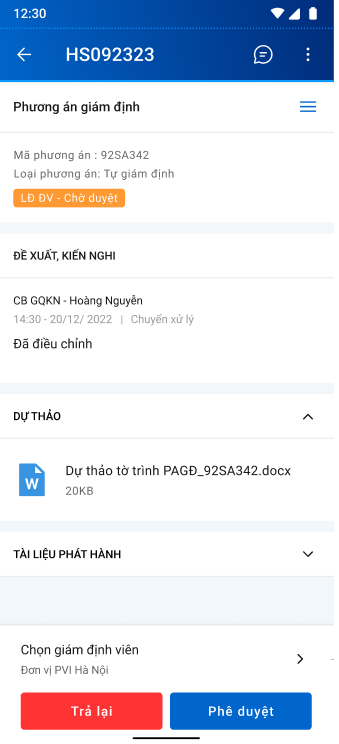 12:30
HS092323
Phương án giám định
Mã phương án : 92SA342
Loại phương án: Tự giám định
LĐ ĐV - Chờ duyệt
ĐỀ XUẤT, KIẾN NGHI
CB GQKN - Hoàng Nguyễn
14:30 - 20/12/ 2022 | Chuyển xử lý
Đã điều chỉnh
DỰ THẢO
W
Dự thảo tờ trình PAGĐ_92SA342.docx
20KB
TÀI LIỆU PHÁT HÀNH
Chọn giám định viên
Đơn vị PVI Hà Nội
Trả lại
Phê duyệt